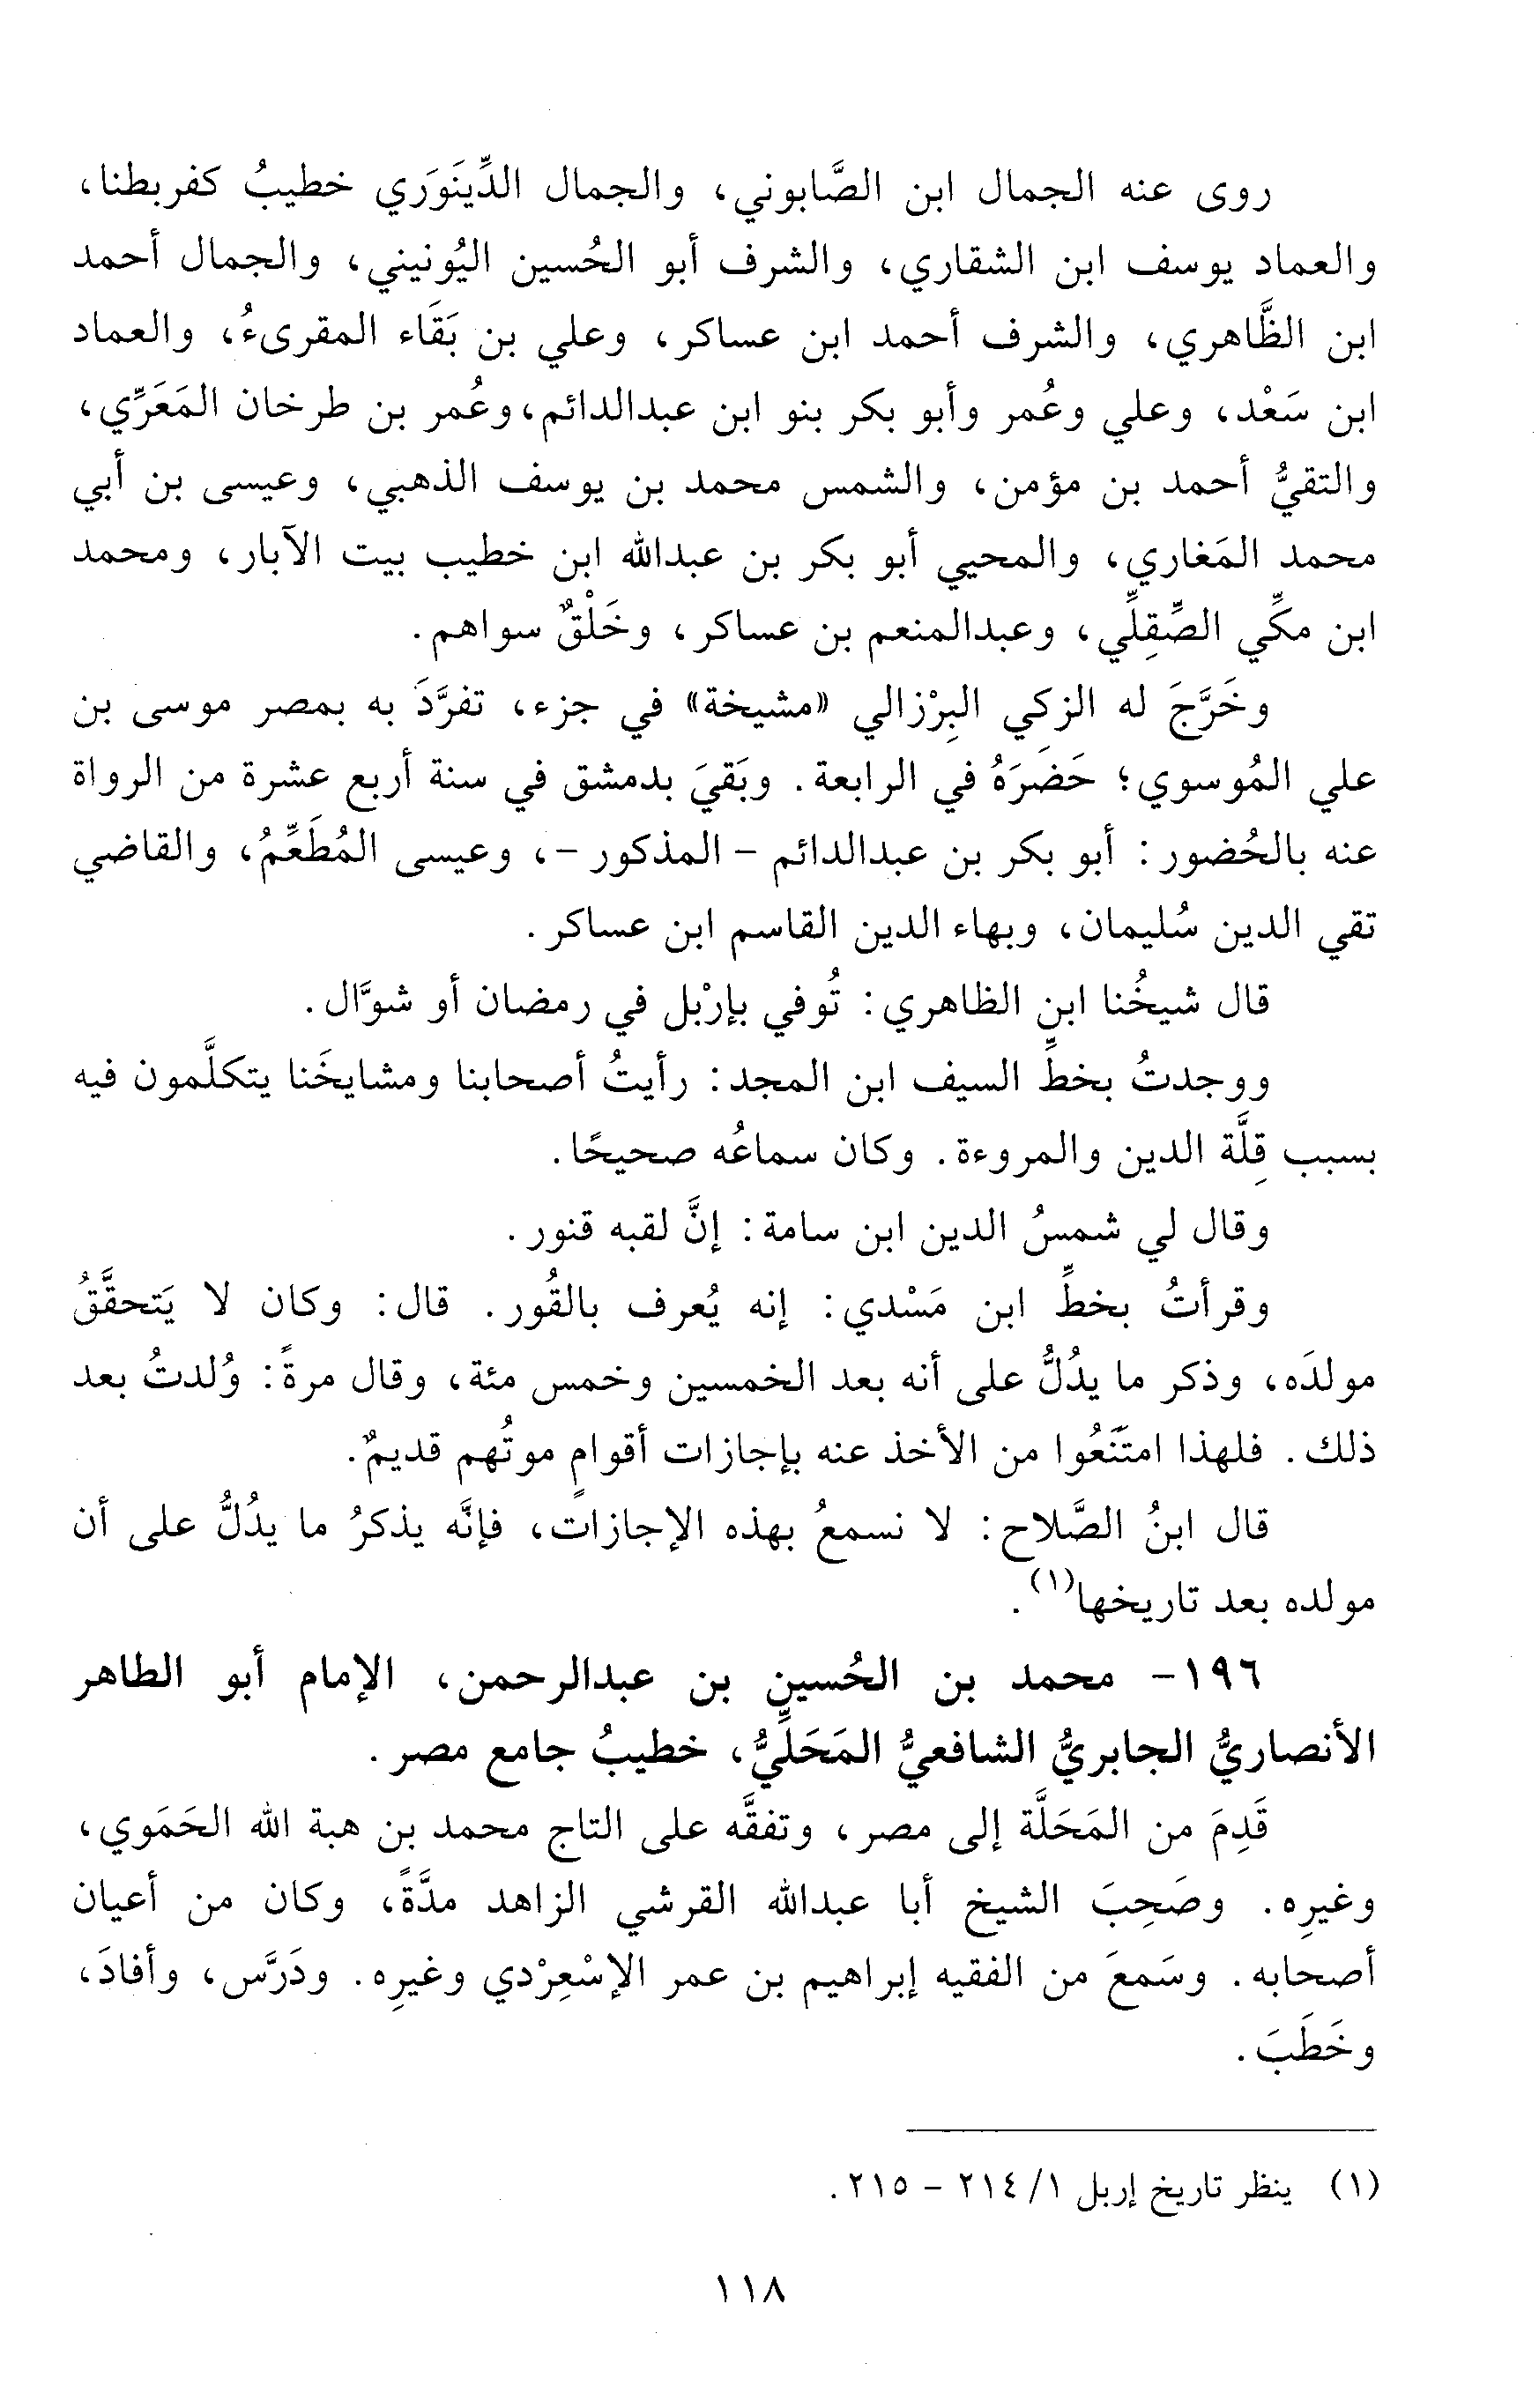 روى عنه الجمال ابن الصَّابوني، والجمال الدِّينَوَري خطيبُ كفربطنا،
والعماد يوسف ابن الشقاري، والشرف أبو الحُسين اليُونيني، والجمال أحمد
ابن الظَّاهري، والشرف أحمد ابن عساكر، وعلي بن بَقَاء المقرىءُ، والعماد
ابن سَعْد، وعلي وعُمر وأبو بكر بنو ابن عبدالدائم، وعُمر بن طرخان المَعَرِّي،
والتقيُّ أحمد بن مؤمن، والشمس محمد بن يوسف الذهبي، وعيسى بن أبي
محمد المَغاري، والمحيي أبو بكر بن عبدالله ابن خطيب بيت الآبار، ومحمد
ابن مكِّي الصِّقِلِّي، وعبدالمنعم بن عساكر، وخَلْقٌ سواهم.
وخَرَّجَ له الزكي البِرْزالي «مشيخة» في جزء، تفرَّدَ به بمصر موسى بن
علي المُوسوي؛ حَضَرَهُ في الرابعة. وبَقيَ بدمشق في سنة أربع عشرة من الرواة
عنه بالحُضور: أبو بكر بن عبدالدائم - المذكور -، وعيسى المُطَعِّمُ، والقاضي
تقي الدين سُليمان، وبهاء الدين القاسم ابن عساكر.
قال شيخُنا ابن الظاهري: تُوفي بإرْبل في رمضان أو شوَّال.
ووجدتُ بخطِّ السيف ابن المجد: رأيتُ أصحابنا ومشايخَنا يتكلَّمون فيه
بسبب قِلَّة الدين والمروءة. وكان سماعُه صحيحًا.
وقال لي شمسُ الدين ابن سامة: إنَّ لقبه قنور.
وقرأتُ بخطِّ ابن مَسْدي: إنه يُعرف بالقُور. قال: وكان لا يَتحقَّقُ
مولدَه، وذكر ما يدُلُّ على أنه بعد الخمسين وخمس مئة، وقال مرةً: وُلدتُ بعد
ذلك. فلهذا امتَنَعُوا من الأخذ عنه بإجازات أقوامٍ موتُهم قديمٌ.
قال ابنُ الصَّلاح: لا نسمعُ بهذه الإجازات، فإنَّه يذكرُ ما يدُلُّ على أن
مولده بعد تاريخها(١).
١٩٦- محمد بن الحُسين بن عبدالرحمن، الإمام أبو الطاهر
الأنصاريُّ الجابريُّ الشافعيُّ المَحَلِّيُّ، خطيبُ جامع مصر.
قَدِمَ من المَحَلَّة إلى مصر، وتفقَّه على التاج محمد بن هبة الله الحَمَوي،
وغيرِه. وصَحِبَ الشيخ أبا عبدالله القرشي الزاهد مدَّةً، وكان من أعيان
أصحابه. وسَمعَ من الفقيه إبراهيم بن عمر الإسْعِرْدي وغيرِه. ودَرَّس، وأفادَ،
وخَطَبَ.
(١) ينظر تاريخ إربل ١/ ٢١٤ - ٢١٥.
١١٨